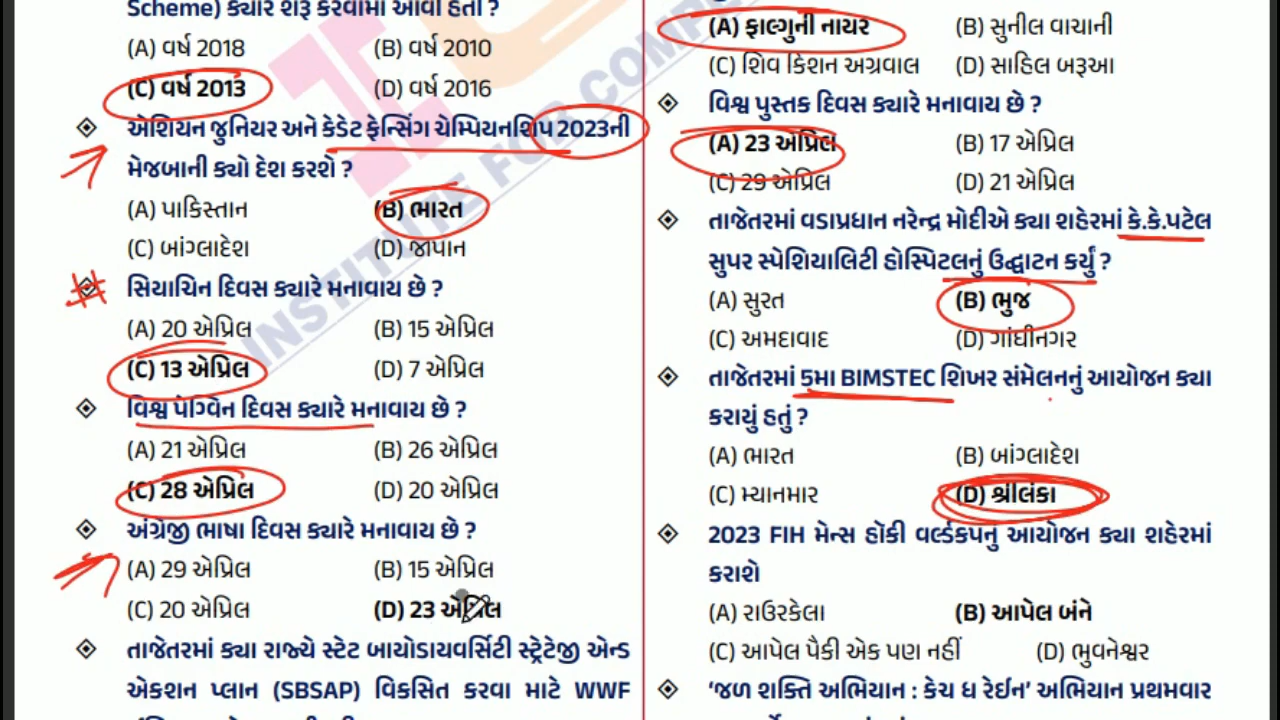 Scheme) ક્યારે શરૂ કરવામાં આવી હતી ?
(A) વર્ષ 2018 (B) વર્ષ 2010
(C) વર્ષ 2013 (D) વર્ષ 2016
એશિયન જુનિયર અને કેડેટ ફેન્સિંગ ચેમ્પિયનશિપ 2023ની
મેજબાની ક્યો દેશ કરશે ?
(A) પાકિસ્તાન (B) ભારત
(C) બાંગ્લાદેશ (D) જાપાન
સિયાચિન દિવસ ક્યારે મનાવાય છે ?
(A) 20 એપ્રિલ (B) 15 એપ્રિલ
(C) 13 એપ્રિલ (D) 7 એપ્રિલ
વિશ્વ પેંગ્વિન દિવસ ક્યારે મનાવાય છે ?
(A) 21 એપ્રિલ (B) 26 એપ્રિલ
(C) 28 એપ્રિલ (D) 20 એપ્રિલ
અંગ્રેજી ભાષા દિવસ ક્યારે મનાવાય છે ?
(A) 29 એપ્રિલ (B) 15 એપ્રિલ
(C) 20 એપ્રિલ (D) 23 એપ્રિલ
તાજેતરમાં ક્યા રાજ્યે સ્ટેટ બાયોડાયવર્સિટી સ્ટ્રેટેજી એન્ડ
એકશન પ્લાન (SBSAP) વિકસિત કરવા માટે WWF
(A) ફાલ્ગુની નાયર (B) સુનીલ વાચાની
(C) શિવ કિશન અગ્રવાલ (D) સાહિલ બરૂઆ
વિશ્વ પુસ્તક દિવસ ક્યારે મનાવાય છે ?
(A) 23 એપ્રિલ (B) 17 એપ્રિલ
(C) 29 એપ્રિલ (D) 21 એપ્રિલ
તાજેતરમાં વડાપ્રધાન નરેન્દ્ર મોદીએ ક્યા શહેરમાં કે.કે.પટેલ
સુપર સ્પેશિયાલિટી હોસ્પિટલનું ઉદ્ઘાટન કર્યું ?
(A) સુરત (B) ભુજ
(C) અમદાવાદ (D) ગાંધીનગર
તાજેતરમાં 5મા BIMSTEC શિખર સંમેલનનું આયોજન ક્યા
કરાયું હતું ?
(A) ભારત (B) બાંગ્લાદેશ
(C) મ્યાનમાર (D) શ્રીલંકા
2023 FIH મેન્સ હૉકી વર્લ્ડકપનું આયોજન ક્યા શહેરમાં
કરાશે
(A) રાઉરકેલા (B) આપેલ બંને
(C) આપેલ પૈકી એક પણ નહીં (D) ભુવનેશ્વર
'જળ શક્તિ અભિયાન : કેચ ધ રેઈન' અભિયાન પ્રથમવાર
INSTITUTE FOR COMPE